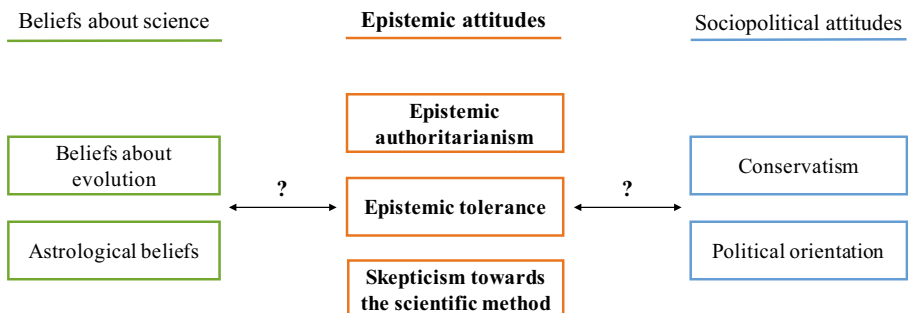 Beliefs about science
Epistemic attitudes
Sociopolitical attitudes
Epistemic
authoritarianism
Beliefs about
evolution
Conservatism
?
?
Epistemic tolerance
Astrological beliefs
Political orientation
Skepticism towards
the scientific method